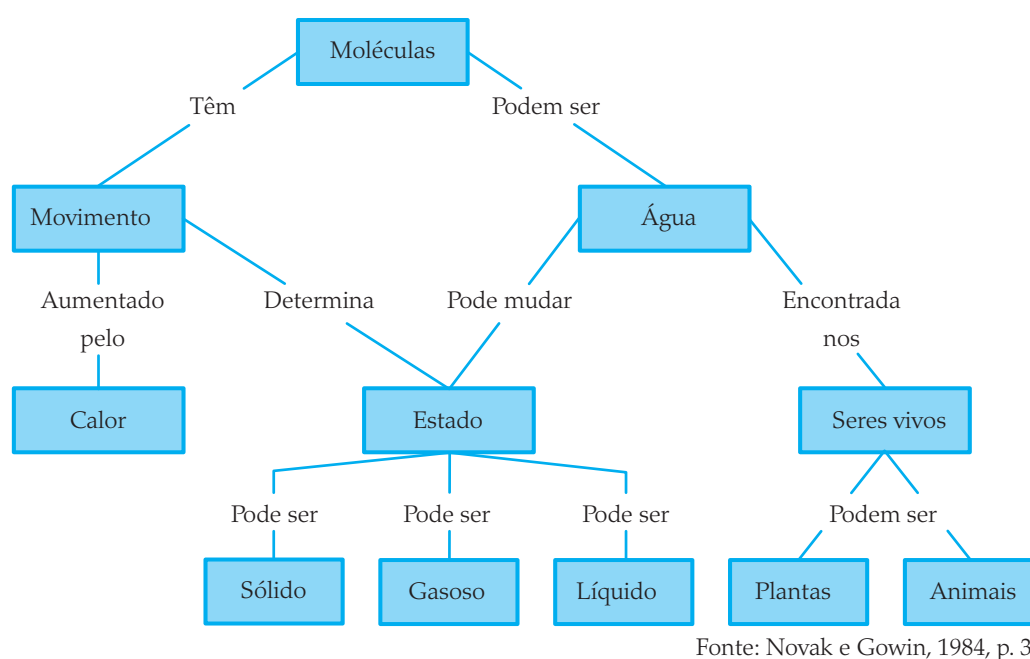 Moléculas
Têm
Podem ser
Movimento
Água
Aumentado
pelo
Determina
Pode mudar
Encontrada
nos
Calor
Estado
Seres vivos
Pode ser
Pode ser
Pode ser
Podem ser
Sólido
Gasoso
Líquido
Plantas
Animais
Fonte: Novak e Gowin, 1984, p. 3